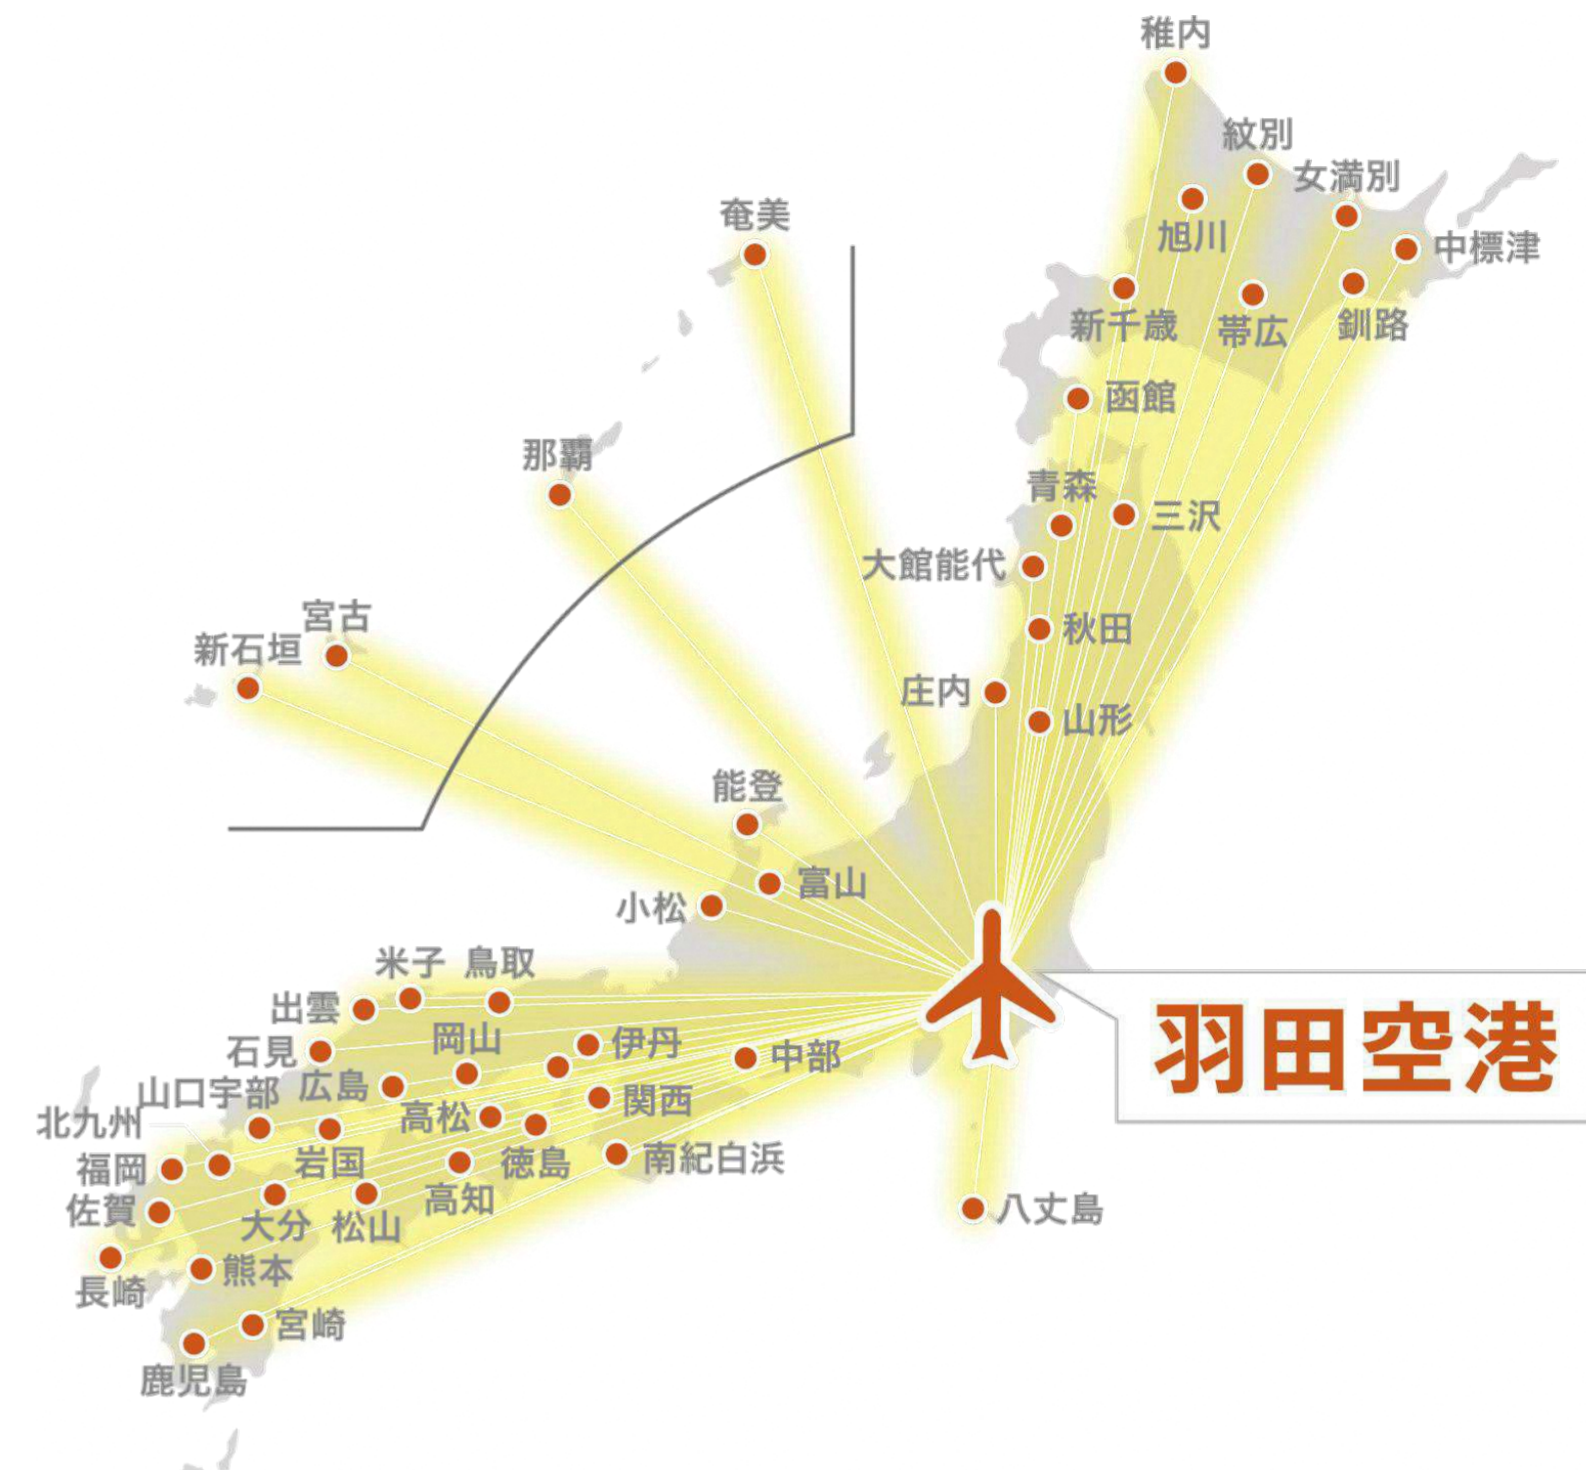 稚内
紋別
女満別
旭川
中標津
新千歳
帯広
釧路
函館
奄美
那覇
青森
三沢
大館能代
宮古
新石垣
秋田
庄内
山形
能登
富山
小松
米子
鳥取
出雲
岡山
伊丹
石見
中部
山口宇部
広島
北九州
高松
関西
福岡
岩国
徳島
南紀白浜
佐賀
高知
大分
松山
八丈島
長崎
熊本
宮崎
鹿児島
羽田空港